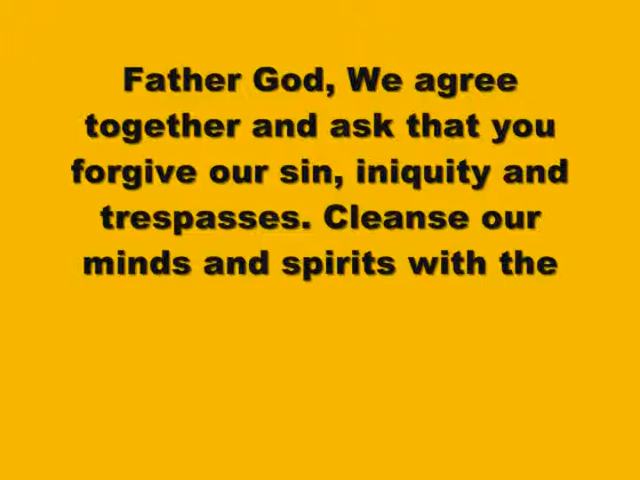 Father God, We agree
together and ask that you
forgive our sin, iniquity and
trespasses. Cleanse our
minds and spirits with the